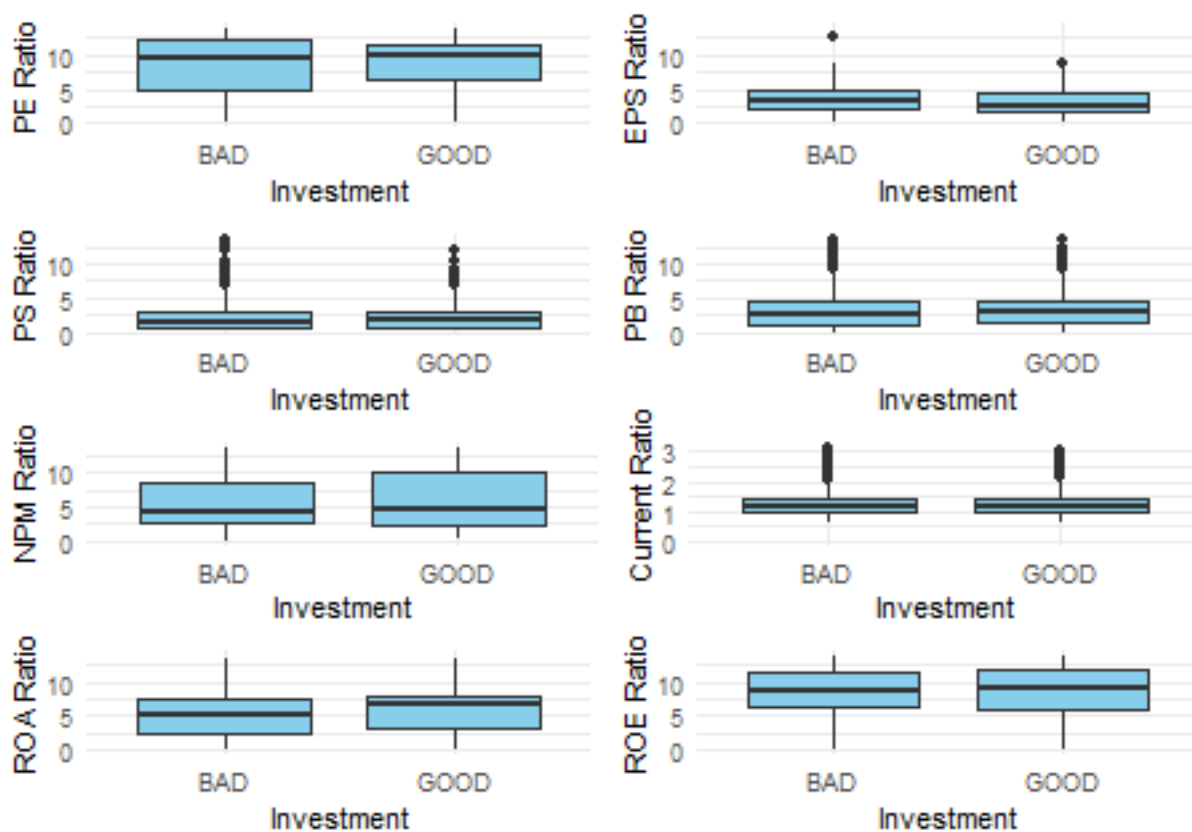 PE Ratio
10
5
0
BAD GOOD
Investment
EPS Ratio
10
5
0
BAD GOOD
Investment
PS Ratio
10
5
0
BAD GOOD
Investment
PB Ratio
10
5
0
BAD GOOD
Investment
NPM Ratio
10
5
0
BAD GOOD
Investment
Current Ratio
3
2
1
0
BAD GOOD
Investment
ROA Ratio
10
5
0
BAD GOOD
Investment
ROE Ratio
10
5
0
BAD GOOD
Investment